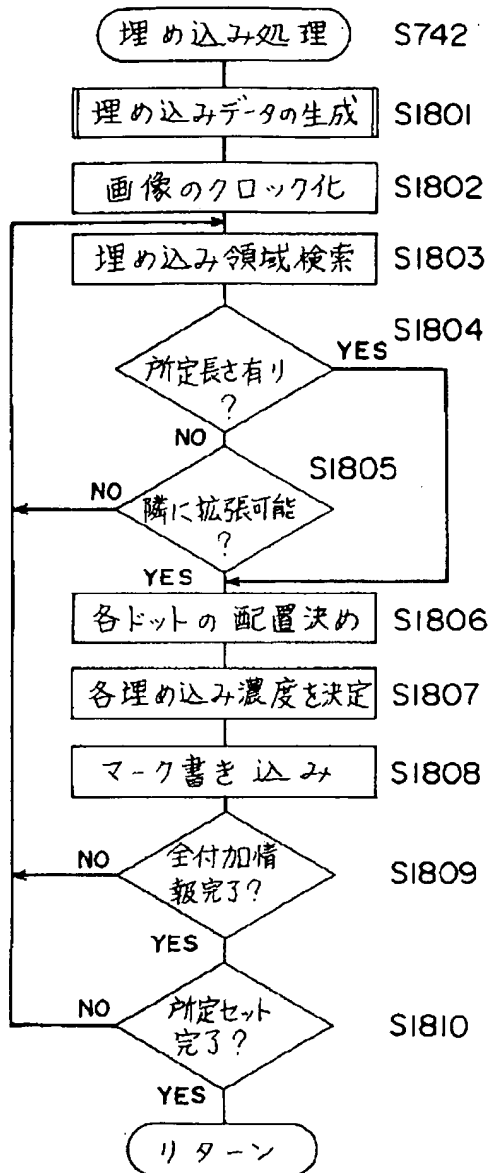 埋め込み処理 S742
埋め込みデータの生成 S1801
画像のクロック化 S1802
埋め込み領域検索 S1803
S1804
YES
所定長さ有り
?
NO
S1805
NO
隣に拡張可能
?
YES
各ドットの配置決め S1806
各埋め込み濃度を決定 S1807
マーク書き込み S1808
NO
全付加情
報完了? S1809
YES
NO
所定セット
完了? S1810
YES
リターン